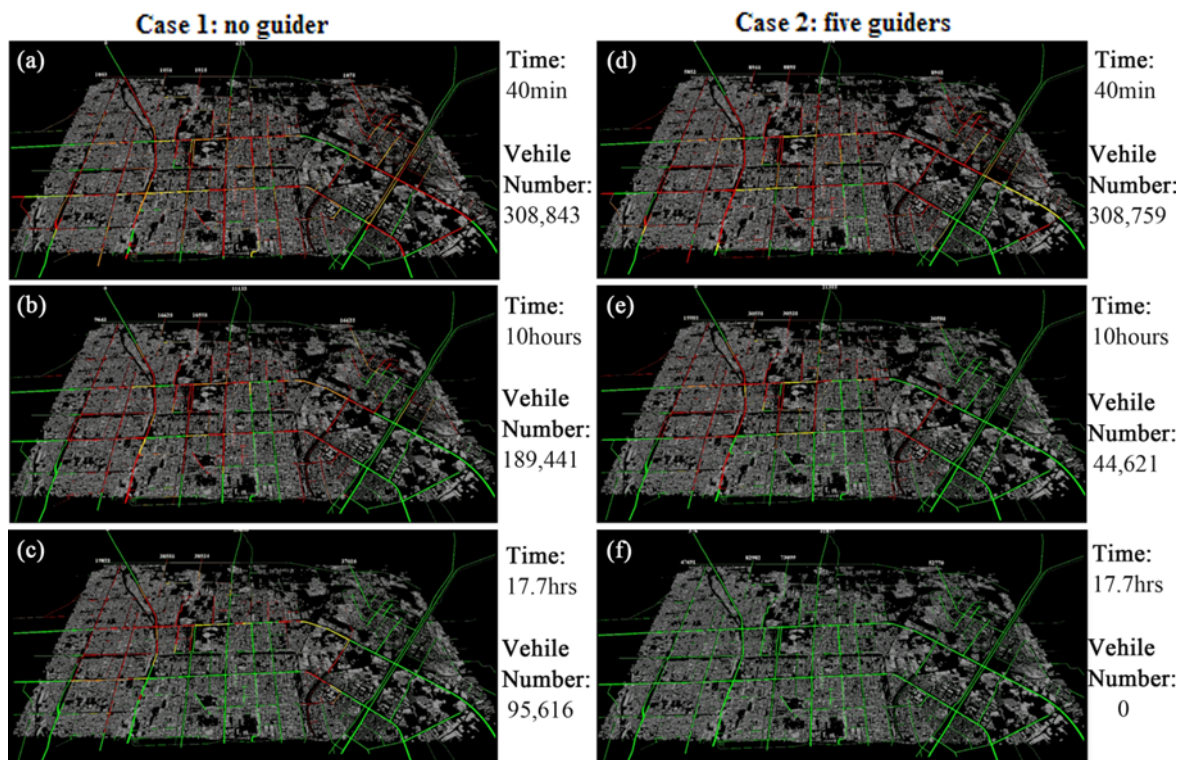 Case 1: no guider
Case 2: five guiders
(a)
Time:
40min
Vehile
Number:
308,843
(d)
Time:
40min
Vehile
Number:
308,759
(b)
Time:
10hours
Vehile
Number:
189,441
(e)
Time:
10hours
Vehile
Number:
44,621
(c)
Time:
17.7hrs
Vehile
Number:
95,616
(f)
Time:
17.7hrs
Vehile
Number:
0